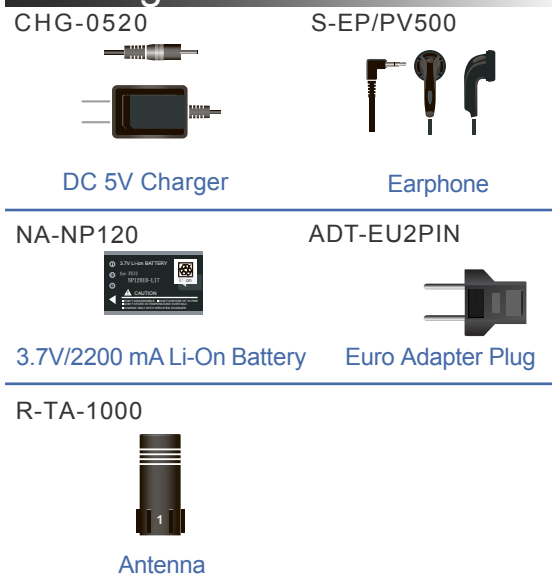 CHG-0520
S-EP/PV500
DC 5V Charger
Earphone
NA-NP120
ADT-EU2PIN
3.7V Li-ion BATTERY
CAUTION
3.7V/2200 mA Li-On Battery
Euro Adapter Plug
R-TA-1000
1
Antenna